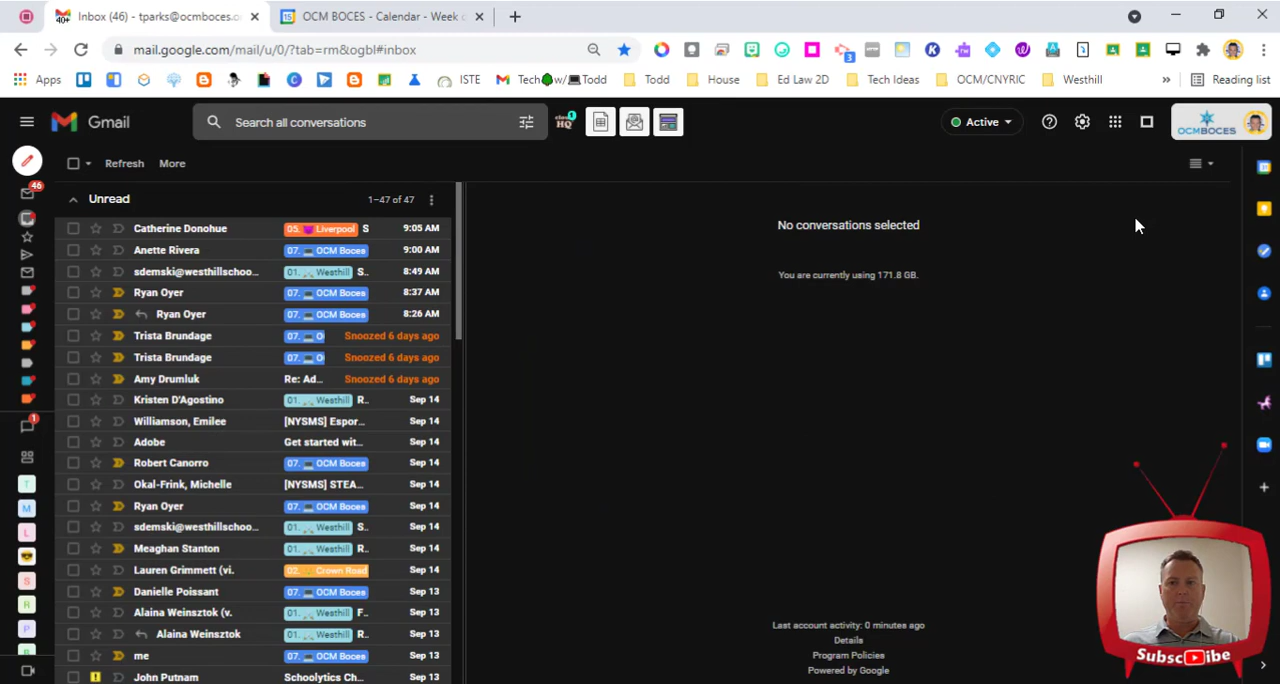 Inbox (46) - tparks@ocmboces.o
OCM BOCES - Calendar - Week
mail.google.com/mail/u/0/?tab=rm&ogbl#inbox
3
Apps
ISTE
Tech w/ Todd
Todd
House
Ed Law 2D
Tech Ideas
OCM/CNYRIC
Westhill
»
Reading list
Gmail
Search all conversations
HQ
Active
OCMBOCES
Refresh
More
46
Unread
1–47 of 47
Catherine Donohue 05. Liverpool S 9:05 AM
Anette Rivera 07. OCM Boces 9:00 AM
sdemski@westhillschoo... 01. Westhill S.. 8:49 AM
Ryan Oyer 07. OCM Boces 8:37 AM
Ryan Oyer 07. OCM Boces 8:26 AM
Trista Brundage 07. O Snoozed 6 days ago
Trista Brundage 07. O Snoozed 6 days ago
Amy Drumluk Re: Ad... Snoozed 6 days ago
Kristen D'Agostino 01. Westhill R.. Sep 14
Williamson, Emilee [NYSMS] Espor... Sep 14
Adobe Get started wit... Sep 14
Robert Canorro 07. OCM Boces Sep 14
Okal-Frink, Michelle [NYSMS] STEA... Sep 14
Ryan Oyer 07. OCM Boces Sep 14
sdemski@westhillschoo... 01. Westhill S.. Sep 14
Meaghan Stanton 01. Westhill R.. Sep 14
Lauren Grimmett (vi. 02. Crown Road Sep 14
Danielle Poissant 07. OCM Boces Sep 13
Alaina Weinsztok (v. 01. Westhill F.. Sep 13
Alaina Weinsztok 01. Westhill R.. Sep 13
me 07. OCM Boces Sep 13
John Putnam Schoolytics Ch... Sep 13
1
T
M
L
S
R
P
R
No conversations selected
You are currently using 171.8 GB.
Last account activity: 0 minutes ago
Details
Program Policies
Powered by Google
Subscribe